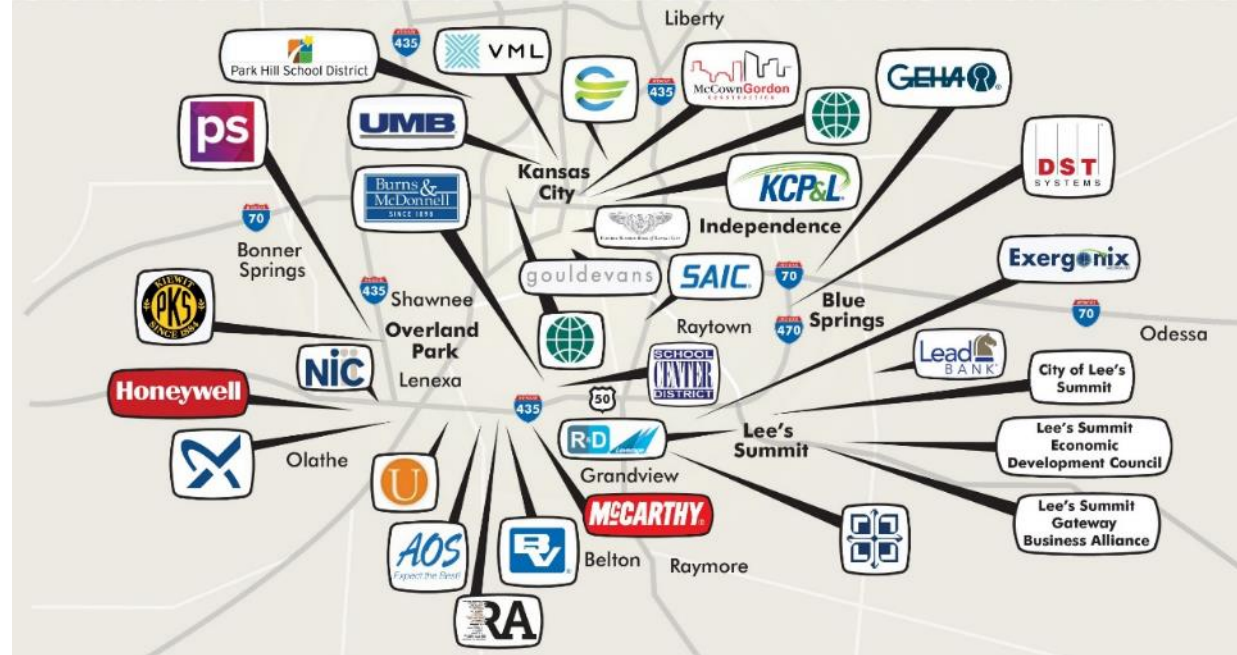 Liberty
435
Park Hill School District
VML
435
McCownGordon
CONSTRUCTION
GEHA
ps
UMB
DST
SYSTEMS
Kansas
City
Burns &
McDonnell
SINCE 1898
KCP&L
Independence
70
Bonner
Springs
gouldevans
SAIC
70
Exergonix
435
Shawnee
Blue
Springs
70
KIEWIT
PKS
SINCE 1884
Overland
Park
Raytown
470
Odessa
NIC
Lenexa
SCHOOL
CENTER
DISTRICT
Lead
BANK
City of Lee's
Summit
Honeywell
435
50
R&D
Lee's
Summit
Lee's Summit
Economic
Development Council
Olathe
Grandview
U
McCARTHY
Lee's Summit
Gateway
Business Alliance
AOS
Expect the Best!
BV
Belton
Raymore
RA